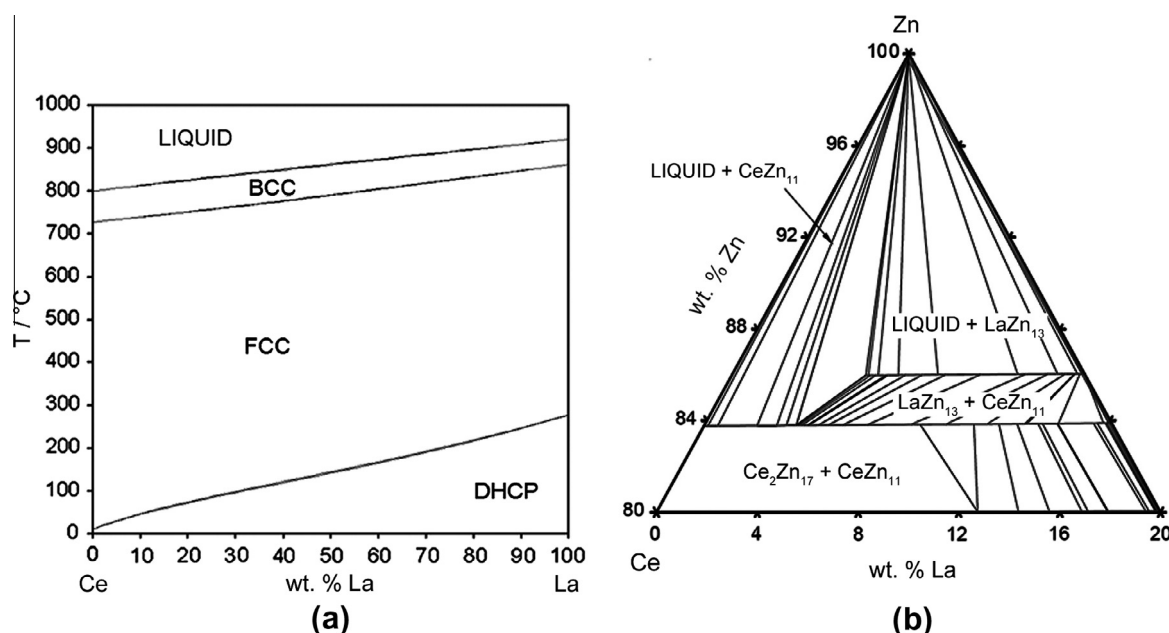 1000
900
800
700
600
500
400
300
200
100
0
T / °C
LIQUID
BCC
FCC
DHCP
0 10 20 30 40 50 60 70 80 90 100
Ce wt. % La La
(a)
Zn
100
96
92
88
84
80
wt. % Zn
LIQUID + CeZn₁₁
LIQUID + LaZn₁₃
LaZn₁₃ + CeZn₁₁
Ce₂Zn₁₇ + CeZn₁₁
0 4 8 12 16 20
Ce wt. % La La
(b)